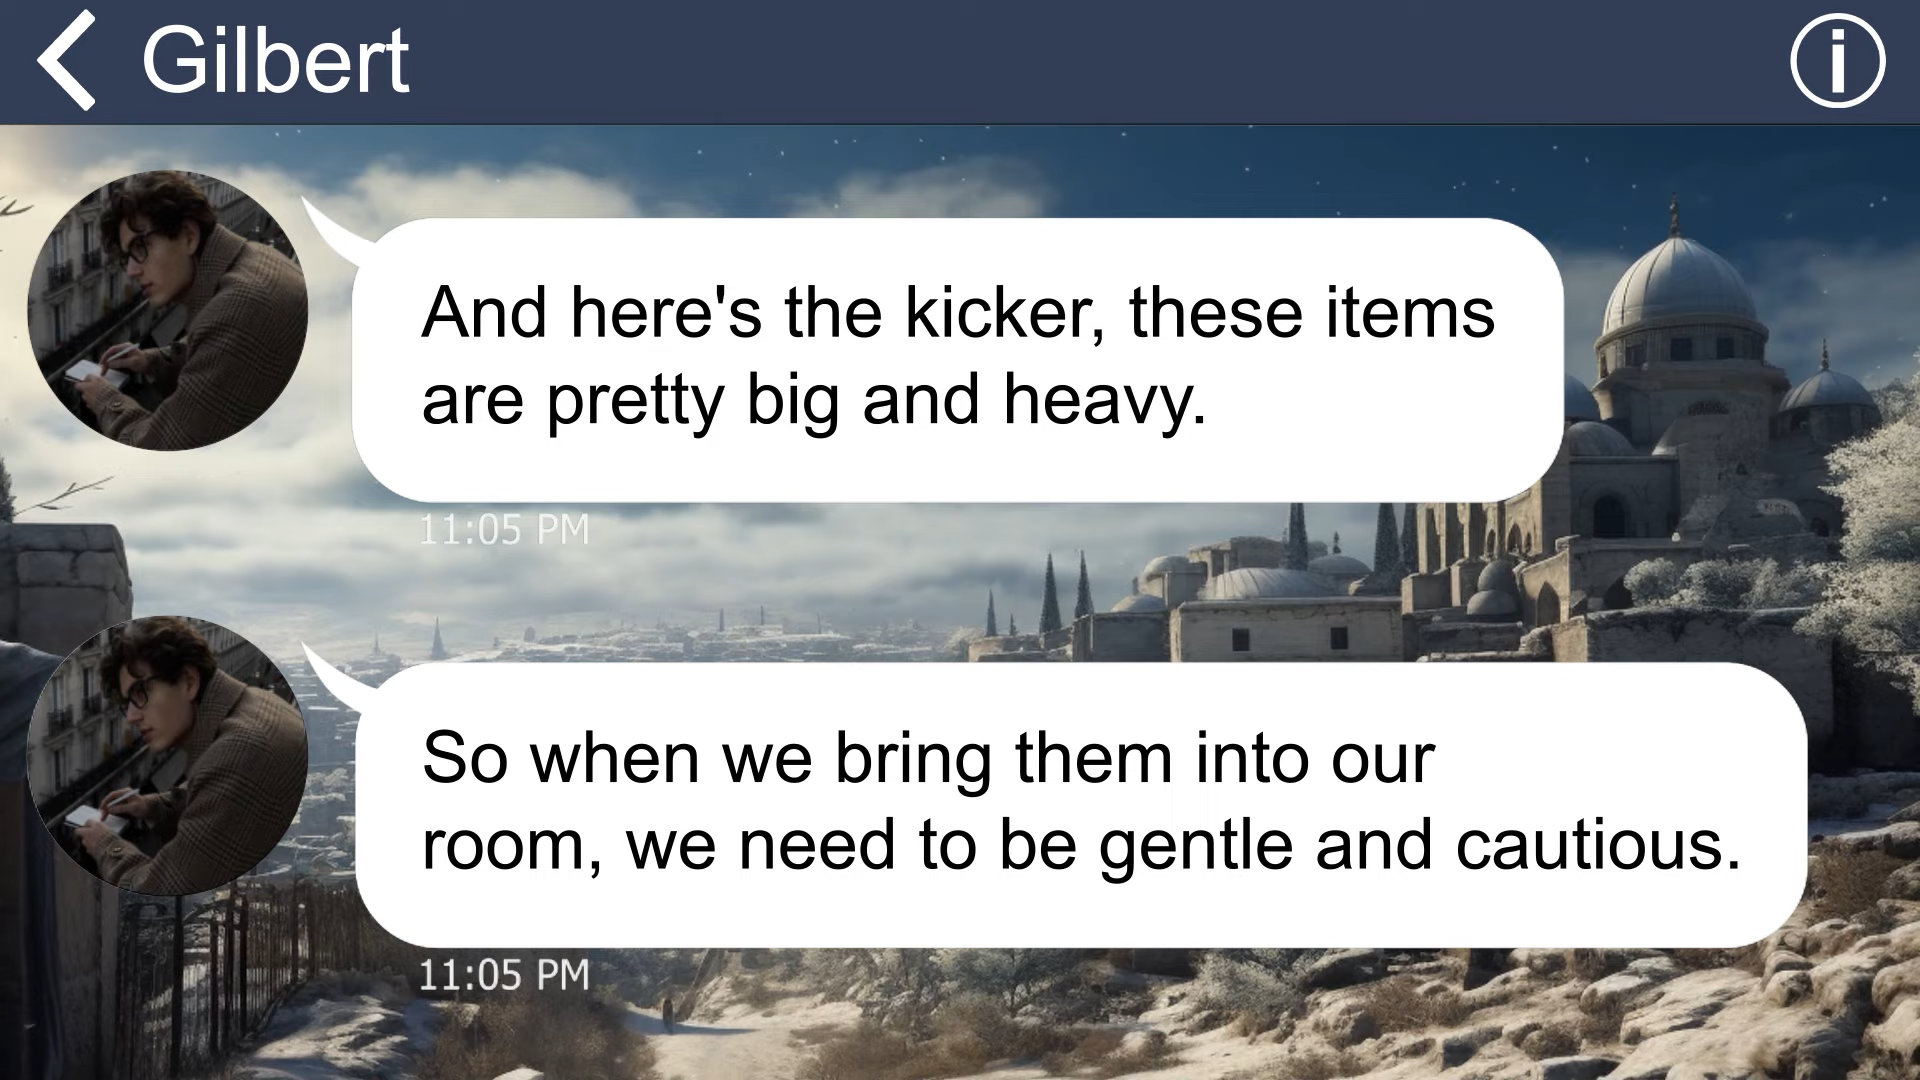 Gilbert
And here's the kicker, these items
are pretty big and heavy.
11:05 PM
So when we bring them into our
room, we need to be gentle and cautious.
11:05 PM